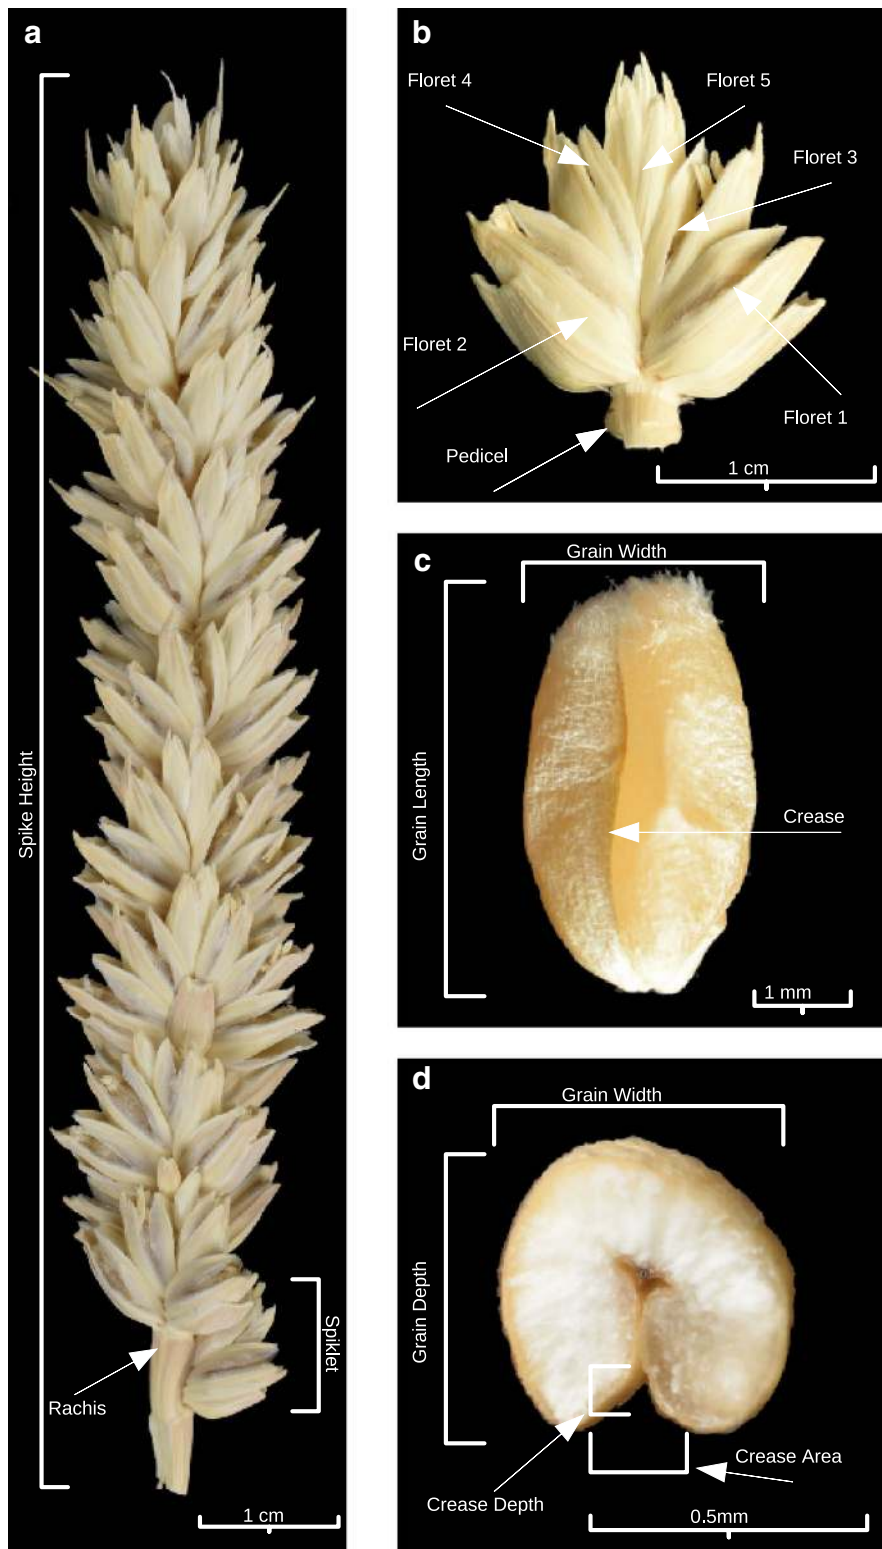 a
Spike Height
Rachis
Spiklet
1 cm
b
Floret 4
Floret 5
Floret 3
Floret 2
Floret 1
Pedicel
1 cm
c
Grain Width
Grain Length
Crease
1 mm
d
Grain Width
Grain Depth
Crease Area
Crease Depth
0.5mm